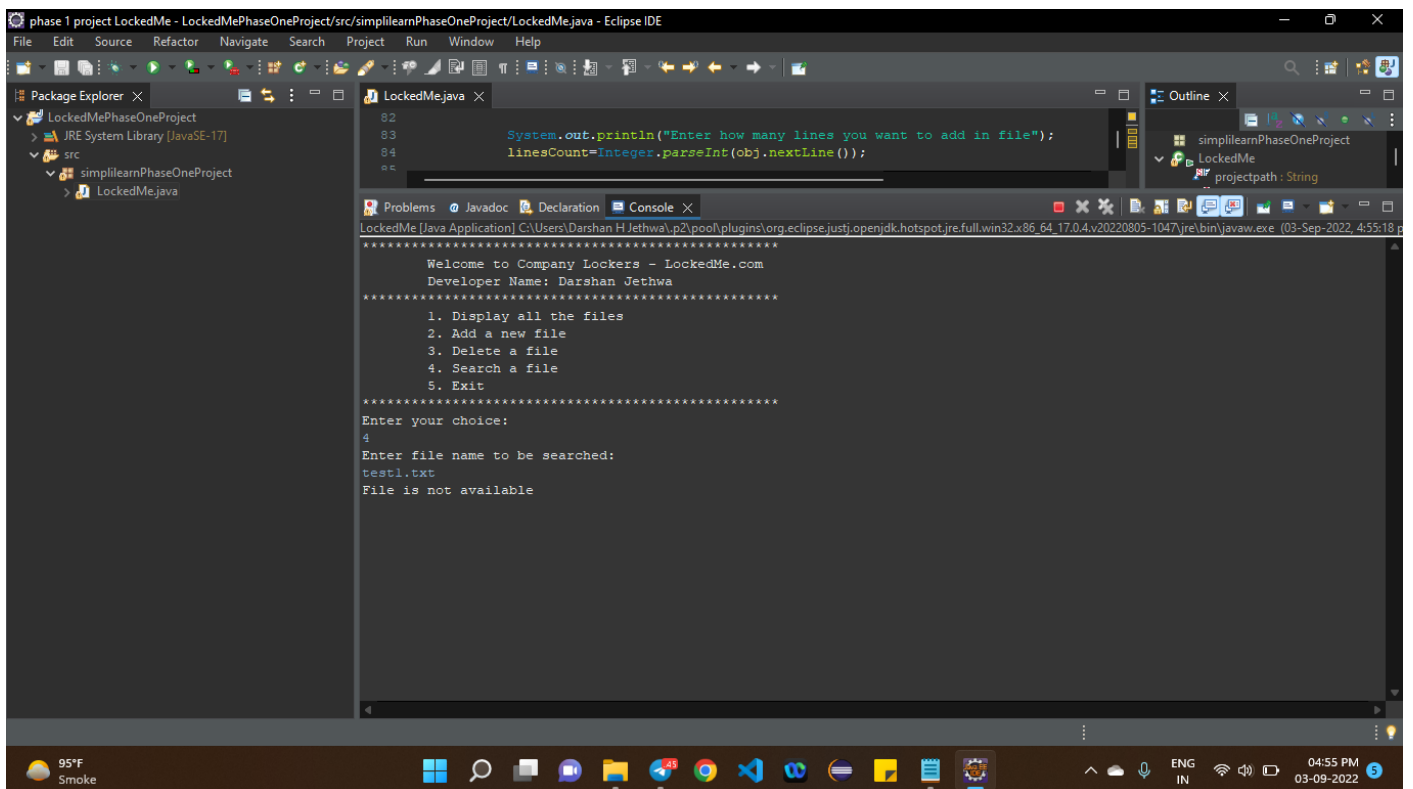 phase 1 project LockedMe - LockedMePhaseOneProject/src/simplilearnPhaseOneProject/LockedMe.java - Eclipse IDE
File Edit Source Refactor Navigate Search Project Run Window Help
Package Explorer
LockedMePhaseOneProject
JRE System Library [JavaSE-17]
src
simplilearnPhaseOneProject
LockedMe.java
LockedMe.java
82
83 System.out.println("Enter how many lines you want to add in file");
84 linesCount=Integer.parseInt(obj.nextLine());
85
Outline
simplilearnPhaseOneProject
LockedMe
projectpath : String
Problems Javadoc Declaration Console
LockedMe [Java Application] C:\Users\Darshan H Jethwa\.p2\pool\plugins\org.eclipse.justj.openjdk.hotspot.jre.full.win32.x86_64_17.0.4.v20220805-1047\jre\bin\javaw.exe (03-Sep-2022, 4:55:18 p
***************************************************
Welcome to Company Lockers - LockedMe.com
Developer Name: Darshan Jethwa
***************************************************
1. Display all the files
2. Add a new file
3. Delete a file
4. Search a file
5. Exit
***************************************************
Enter your choice:
4
Enter file name to be searched:
test1.txt
File is not available
95°F
Smoke
45
ENG
IN
04:55 PM
03-09-2022
5